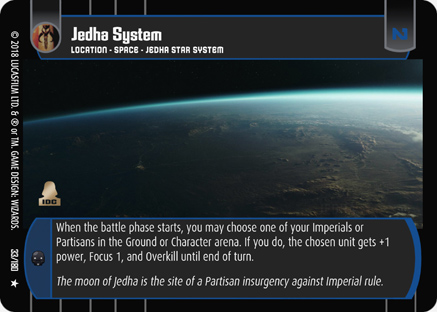 Jedha System
LOCATION - SPACE - JEDHA STAR SYSTEM
N
IDC
When the battle phase starts, you may choose one of your Imperials or
Partisans in the Ground or Character arena. If you do, the chosen unit gets +1
power, Focus 1, and Overkill until end of turn.
The moon of Jedha is the site of a Partisan insurgency against Imperial rule.
© 2018 LUCASFILM LTD. & ® or TM. GAME DESIGN: WIZARDS.